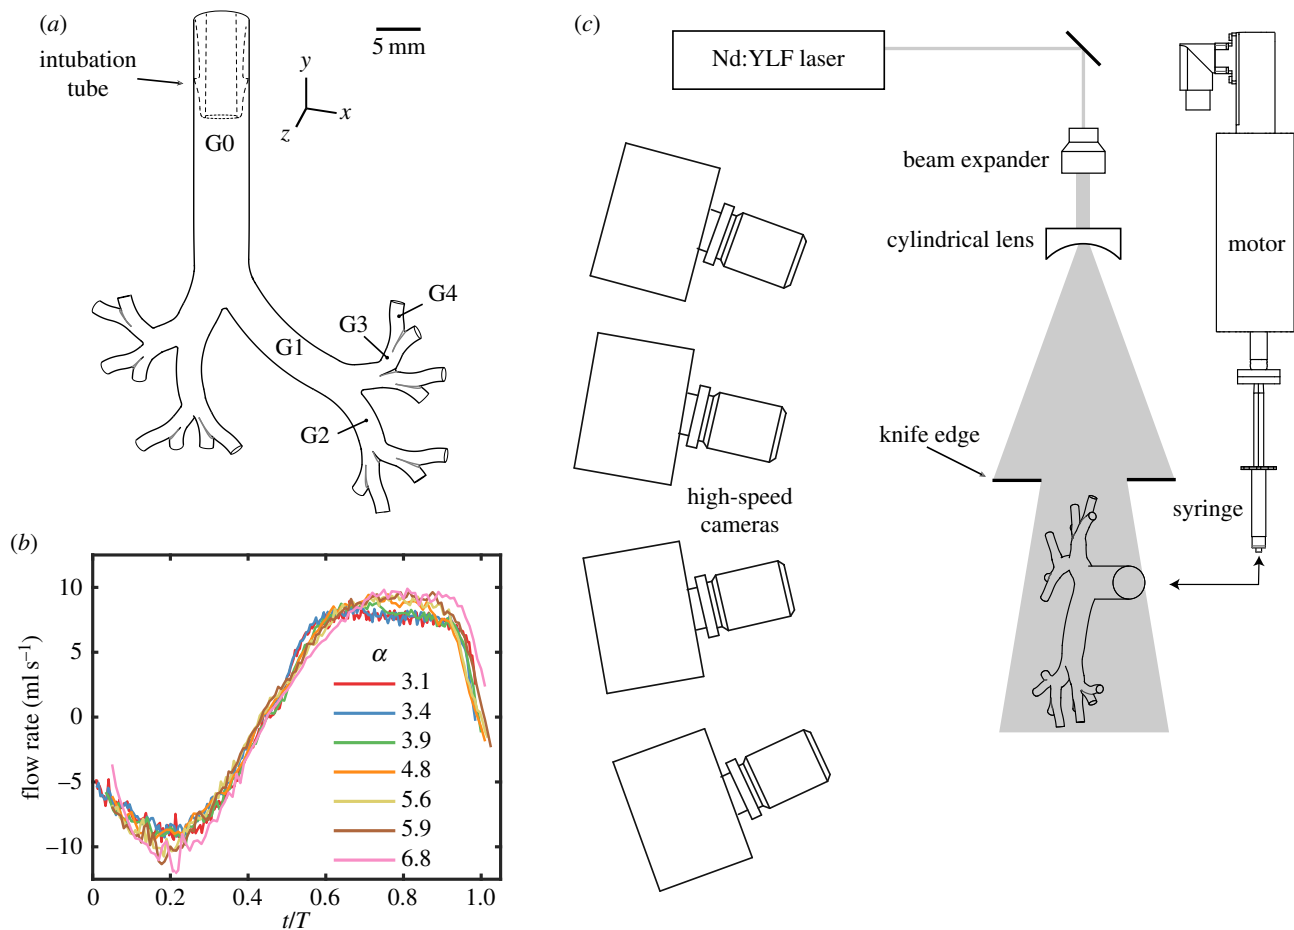 (a)
5 mm
intubation
tube
y
x
z
G0
G4
G3
G1
G2
(b)
10
5
0
−5
−10
flow rate (ml s⁻¹)
α
3.1
3.4
3.9
4.8
5.6
5.9
6.8
0
0.2
0.4
0.6
0.8
1.0
t/T
(c)
Nd:YLF laser
beam expander
cylindrical lens
motor
knife edge
high-speed
cameras
syringe